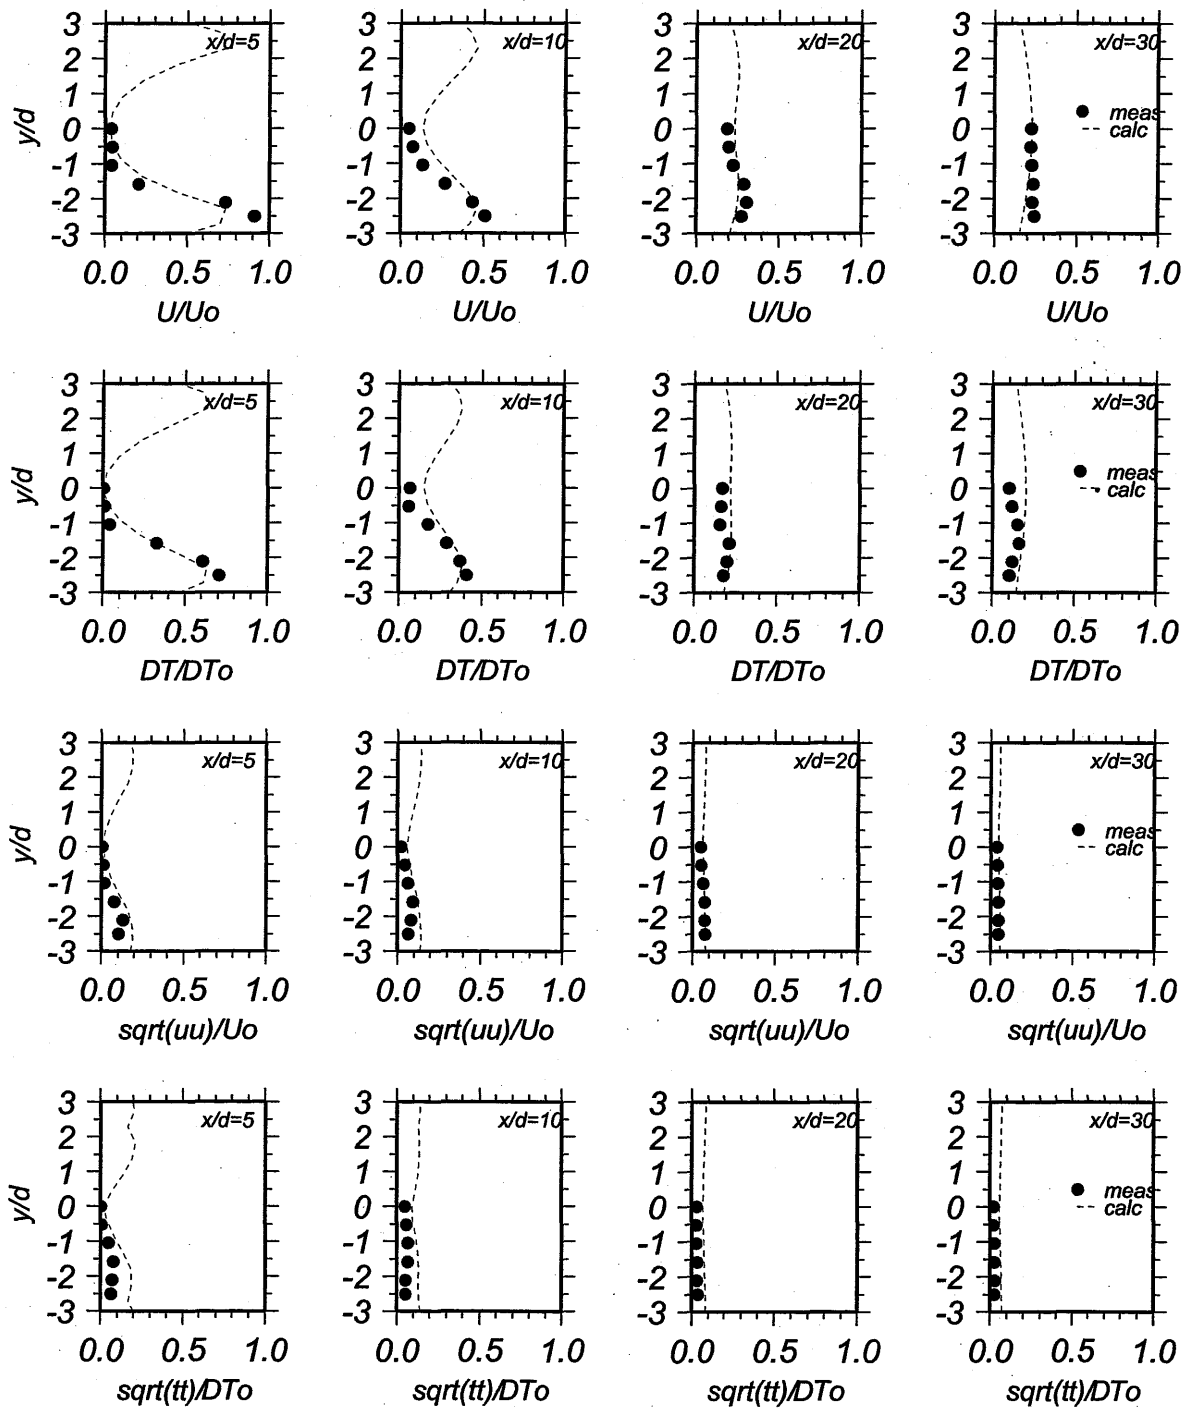 3 x/d=5 3 x/d=10 3 x/d=20 3 x/d=30
2 2 2 2
1 1 1 1 meas
y/d 0 0 0 0 calc
-1 -1 -1 -1
-2 -2 -2 -2
-3 -3 -3 -3
0.0 0.5 1.0 0.0 0.5 1.0 0.0 0.5 1.0 0.0 0.5 1.0
U/Uo U/Uo U/Uo U/Uo
3 x/d=5 3 x/d=10 3 x/d=20 3 x/d=30
2 2 2 2
1 1 1 1 meas
y/d 0 0 0 0 calc
-1 -1 -1 -1
-2 -2 -2 -2
-3 -3 -3 -3
0.0 0.5 1.0 0.0 0.5 1.0 0.0 0.5 1.0 0.0 0.5 1.0
DT/DTo DT/DTo DT/DTo DT/DTo
3 x/d=5 3 x/d=10 3 x/d=20 3 x/d=30
2 2 2 2
1 1 1 1 meas
y/d 0 0 0 0 calc
-1 -1 -1 -1
-2 -2 -2 -2
-3 -3 -3 -3
0.0 0.5 1.0 0.0 0.5 1.0 0.0 0.5 1.0 0.0 0.5 1.0
sqrt(uu)/Uo sqrt(uu)/Uo sqrt(uu)/Uo sqrt(uu)/Uo
3 x/d=5 3 x/d=10 3 x/d=20 3 x/d=30
2 2 2 2
1 1 1 1 meas
y/d 0 0 0 0 calc
-1 -1 -1 -1
-2 -2 -2 -2
-3 -3 -3 -3
0.0 0.5 1.0 0.0 0.5 1.0 0.0 0.5 1.0 0.0 0.5 1.0
sqrt(tt)/DTo sqrt(tt)/DTo sqrt(tt)/DTo sqrt(tt)/DTo